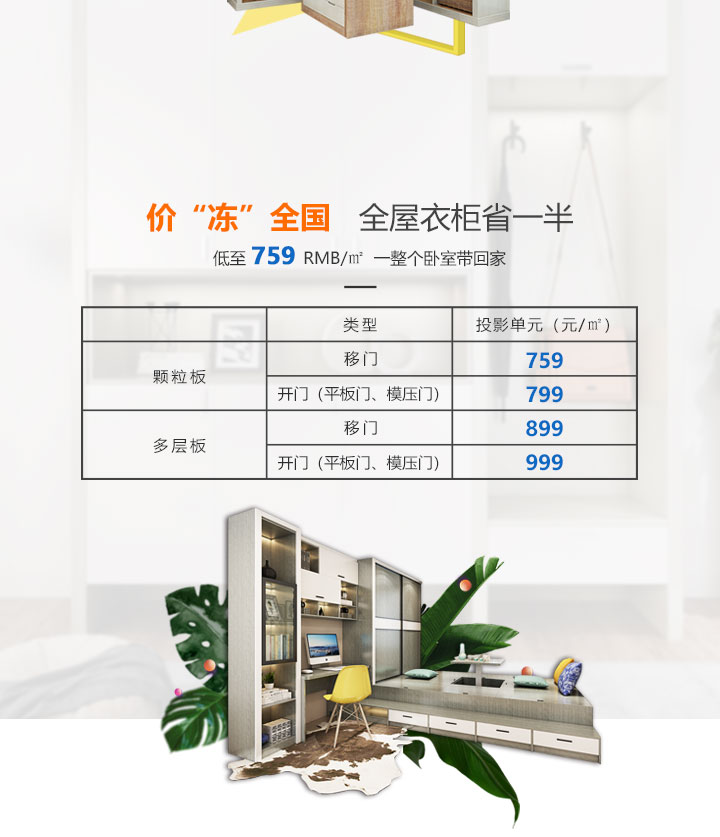 价“冻”全国 全屋衣柜省一半
低至 759 RMB/㎡ 一整个卧室带回家
类型 投影单元（元/㎡）
颗粒板
移门 759
开门（平板门、模压门） 799
多层板
移门 899
开门（平板门、模压门） 999